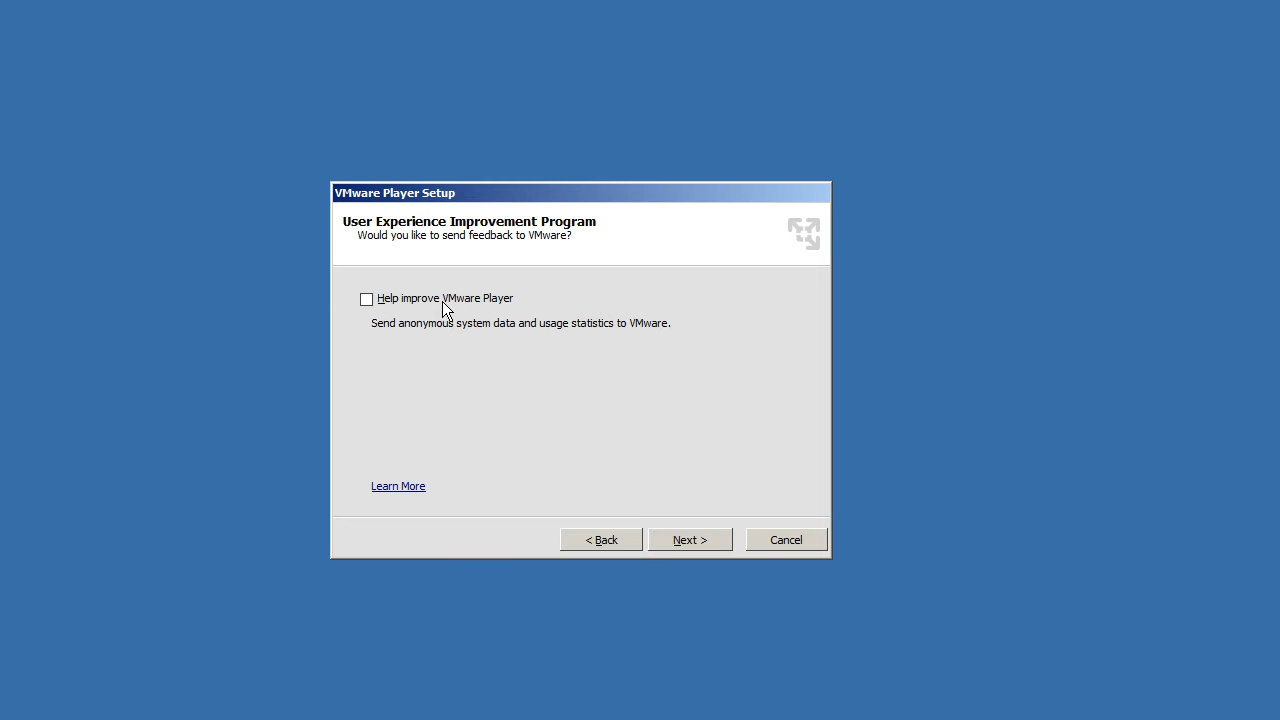 VMware Player Setup
User Experience Improvement Program
Would you like to send feedback to VMware?
Help improve VMware Player
Send anonymous system data and usage statistics to VMware.
Learn More
< Back Next > Cancel